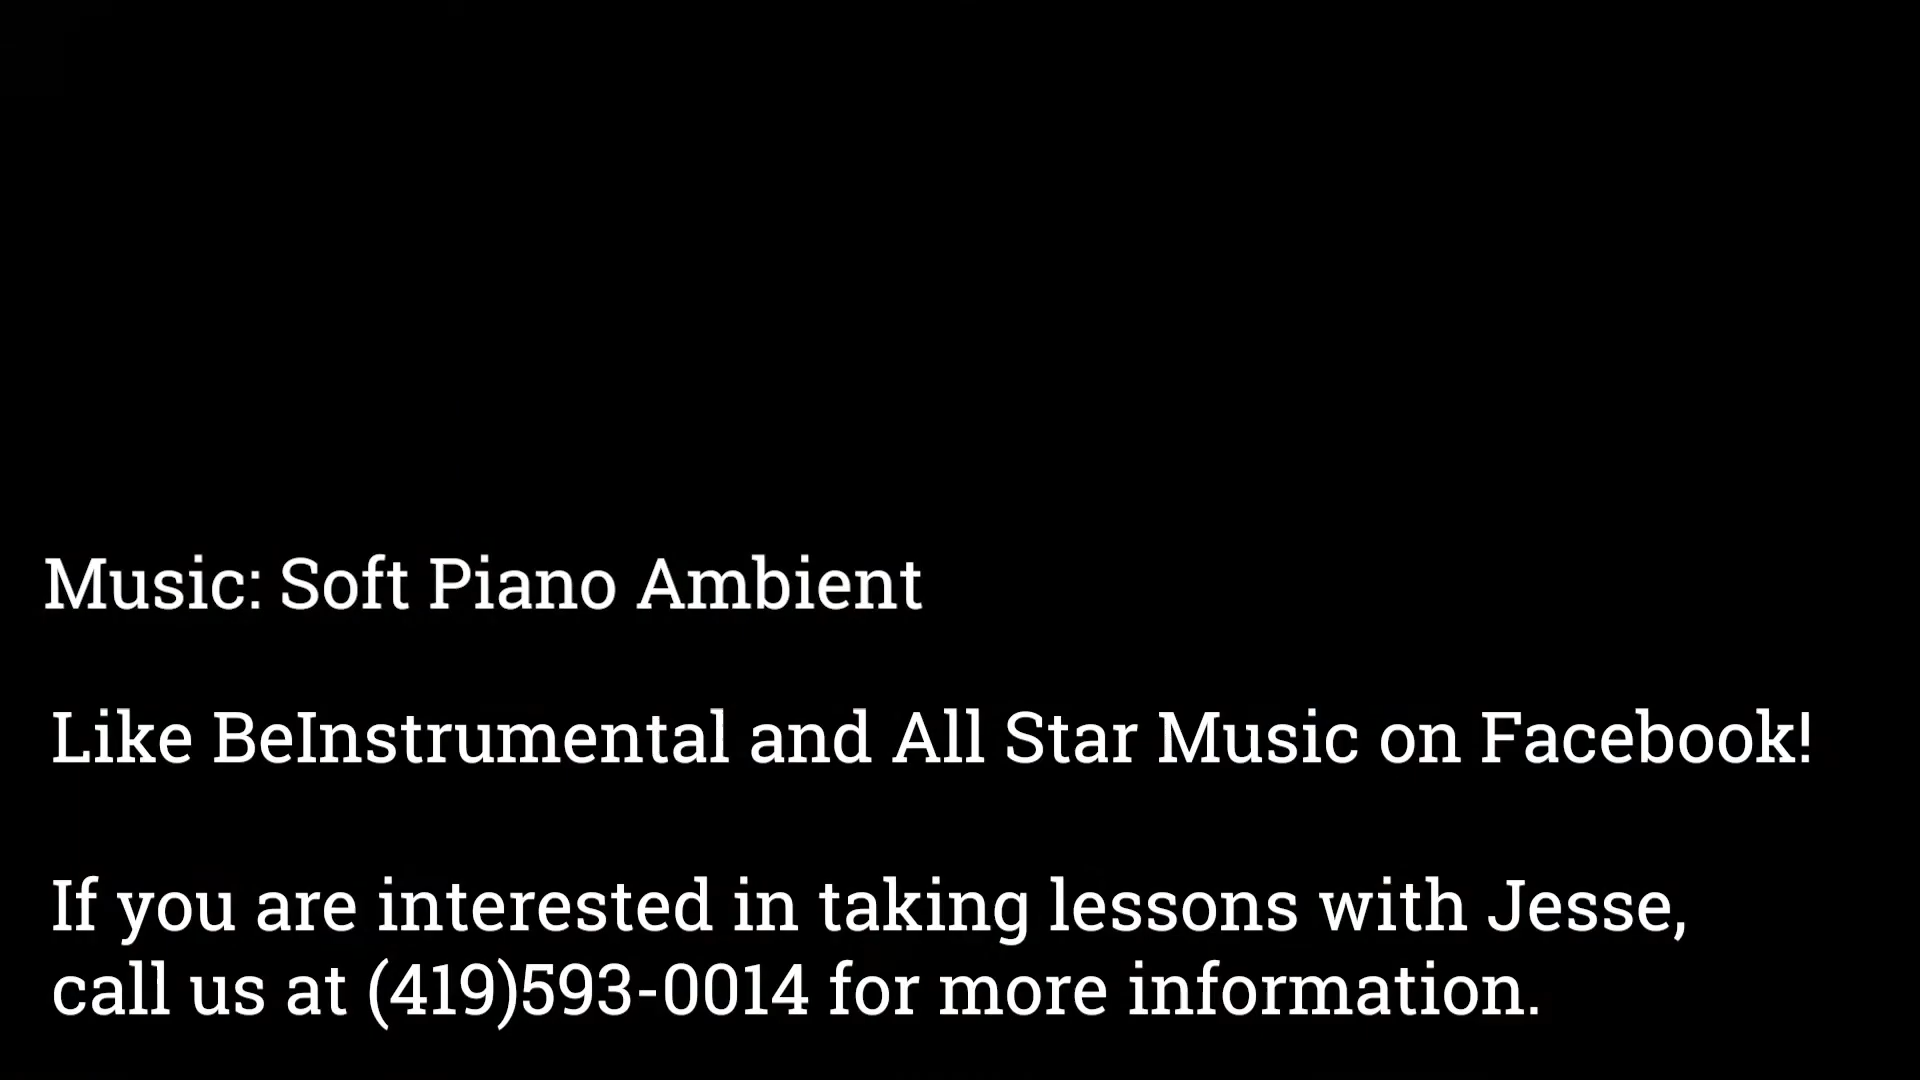 Music: Soft Piano Ambient
Like BeInstrumental and All Star Music on Facebook!
If you are interested in taking lessons with Jesse,
call us at (419)593-0014 for more information.